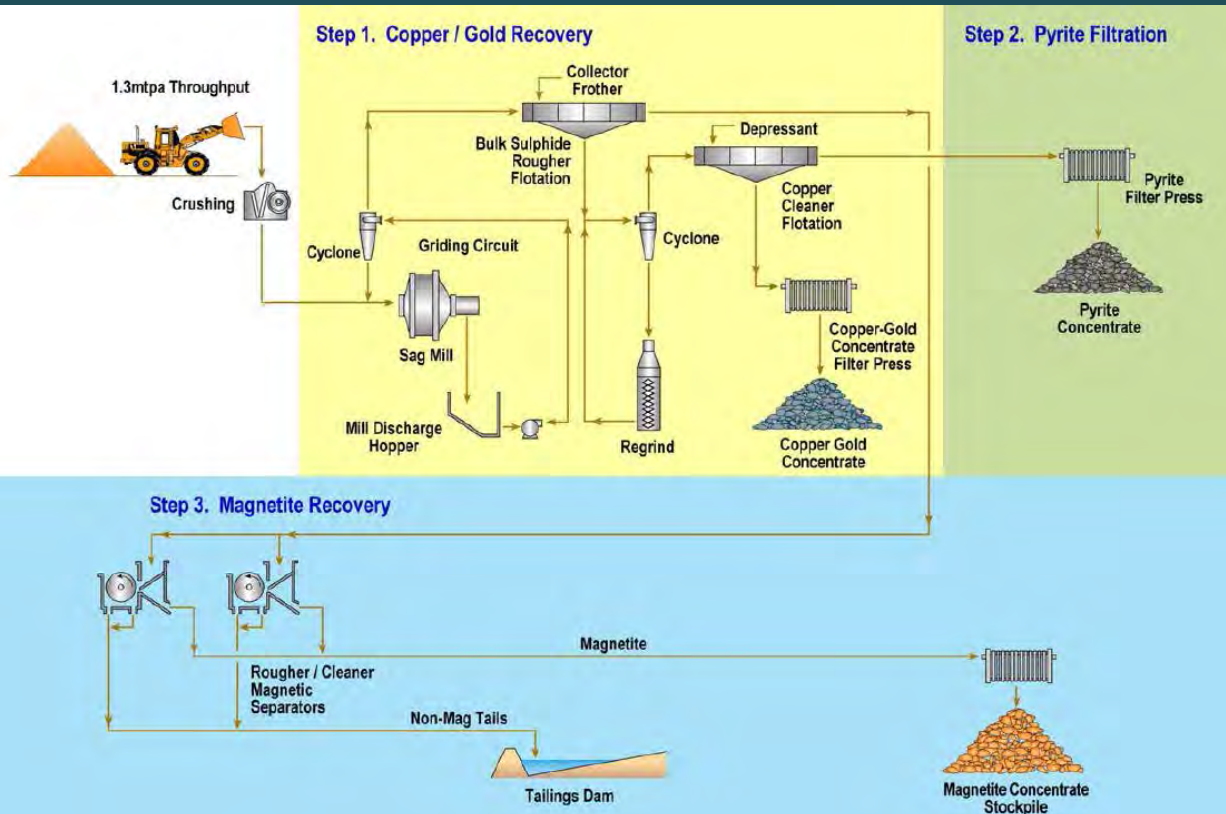 Step 1.  Copper / Gold Recovery
Step 2.  Pyrite Filtration
1.3mtpa Throughput
Crushing
Collector
Frother
Bulk Sulphide
Rougher
Flotation
Depressant
Copper
Cleaner
Flotation
Pyrite
Filter Press
Cyclone
Griding Circuit
Cyclone
Sag Mill
Pyrite
Concentrate
Copper-Gold
Concentrate
Filter Press
Mill Discharge
Hopper
Regrind
Copper Gold
Concentrate
Step 3.  Magnetite Recovery
Magnetite
Rougher / Cleaner
Magnetic
Separators
Non-Mag Tails
Tailings Dam
Magnetite Concentrate
Stockpile